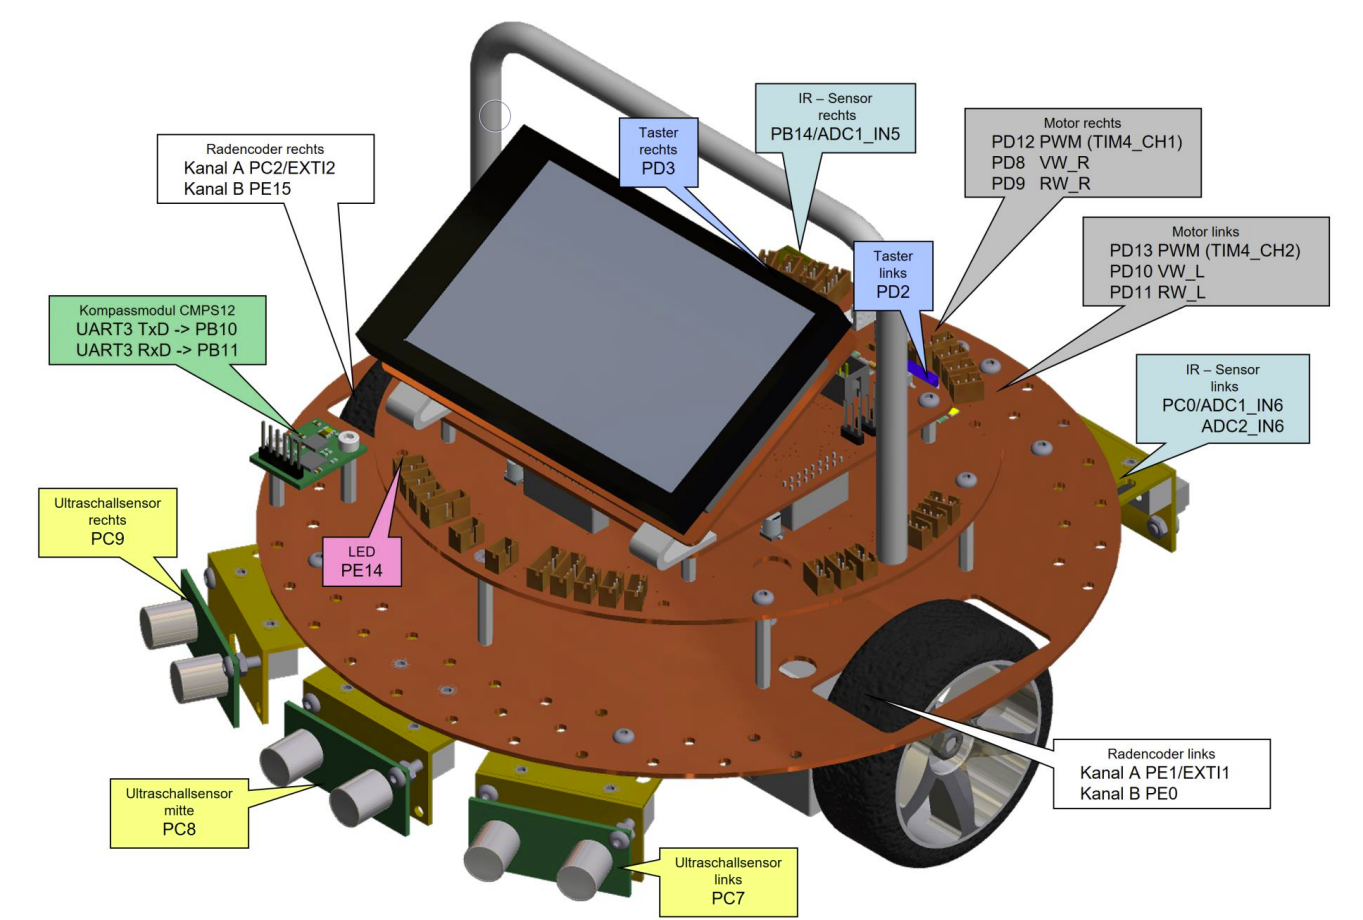 IR – Sensor
rechts
PB14/ADC1_IN5
Motor rechts
PD12 PWM (TIM4_CH1)
PD8 VW_R
PD9 RW_R
Taster
rechts
PD3
Radencoder rechts
Kanal A PC2/EXTI2
Kanal B PE15
Motor links
PD13 PWM (TIM4_CH2)
PD10 VW_L
PD11 RW_L
Taster
links
PD2
Kompassmodul CMPS12
UART3 TxD -> PB10
UART3 RxD -> PB11
IR – Sensor
links
PC0/ADC1_IN6
ADC2_IN6
Ultraschallsensor
rechts
PC9
LED
PE14
Radencoder links
Kanal A PE1/EXTI1
Kanal B PE0
Ultraschallsensor
mitte
PC8
Ultraschallsensor
links
PC7